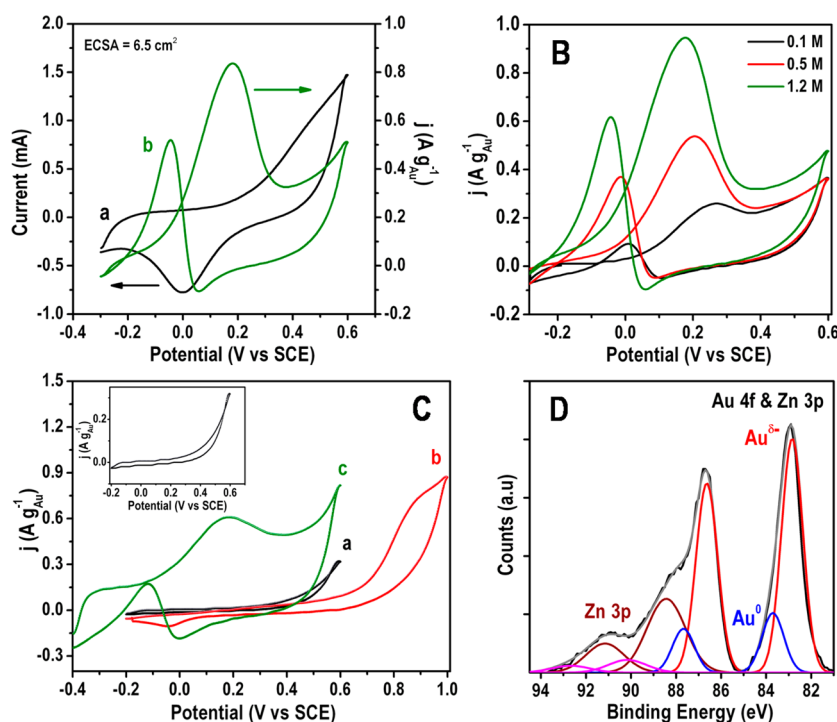 ECSA = 6.5 cm²
A
b
a
Current (mA)
2.0
1.5
1.0
0.5
0.0
-0.5
-1.0
1.0
0.8
0.6
0.4
0.2
0.0
-0.2
j (A g⁻¹Au)
-0.4 -0.2 0.0 0.2 0.4 0.6
Potential (V vs SCE)
B
0.1 M
0.5 M
1.2 M
j (A g⁻¹Au)
1.0
0.8
0.6
0.4
0.2
0.0
-0.2
-0.2 0.0 0.2 0.4 0.6
Potential (V vs SCE)
C
b
c
a
j (A g⁻¹Au)
1.5
1.2
0.9
0.6
0.3
0.0
-0.3
-0.4 -0.2 0.0 0.2 0.4 0.6 0.8 1.0
Potential (V vs SCE)
j (A g⁻¹Au)
0.2
0.0
-0.2 0.0 0.2 0.4 0.6
Potential (V vs SCE)
D
Au 4f & Zn 3p
Auδ-
Au0
Zn 3p
Counts (a.u)
94 92 90 88 86 84 82
Binding Energy (eV)